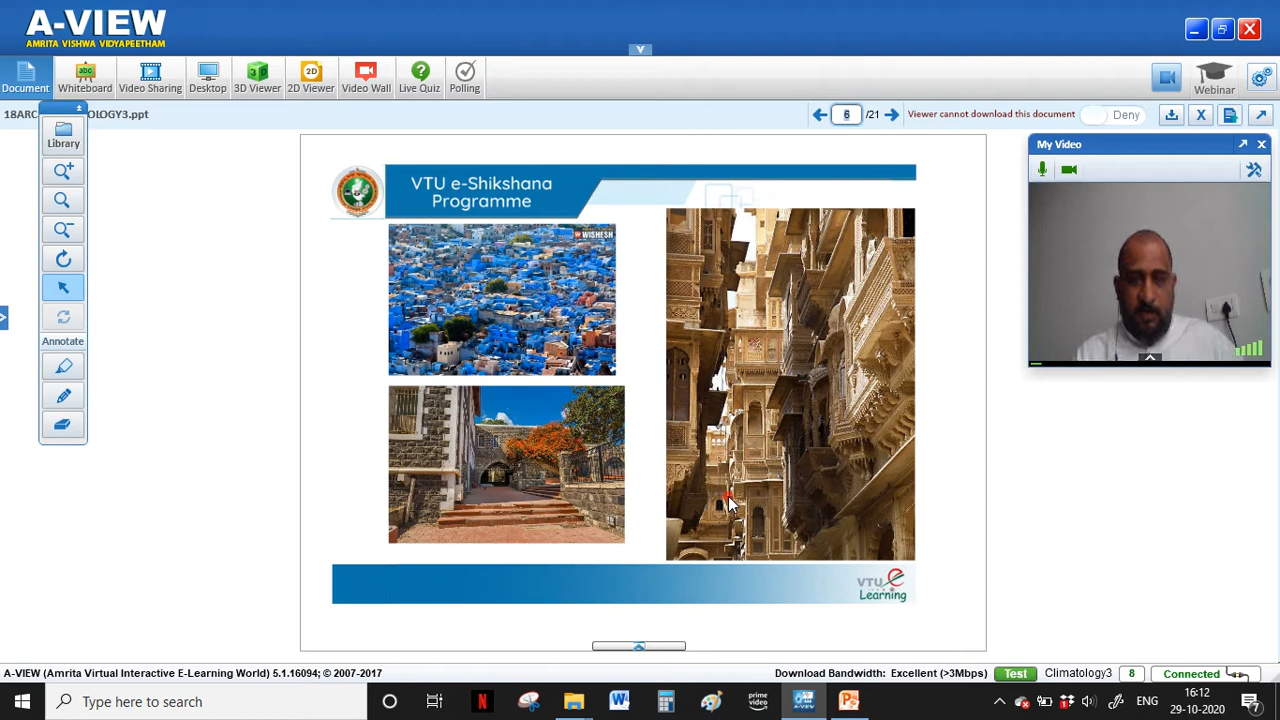 A-VIEW
AMRITA VISHWA VIDYAPEETHAM
Document
Whiteboard
Video Sharing
Desktop
3D Viewer
2D Viewer
Video Wall
Live Quiz
Polling
Webinar
18ARC
OLOGY3.ppt
6 /21
Viewer cannot download this document
Deny
Library
Annotate
My Video
VTU e-Shikshana
Programme
WISHESH
VTU e
Learning
A-VIEW (Amrita Virtual Interactive E-Learning World) 5.1.16094; © 2007-2017
Download Bandwidth: Excellent (>3Mbps)
Test
Climatology3
8
Connected
Type here to search
ENG
16:12
29-10-2020
7